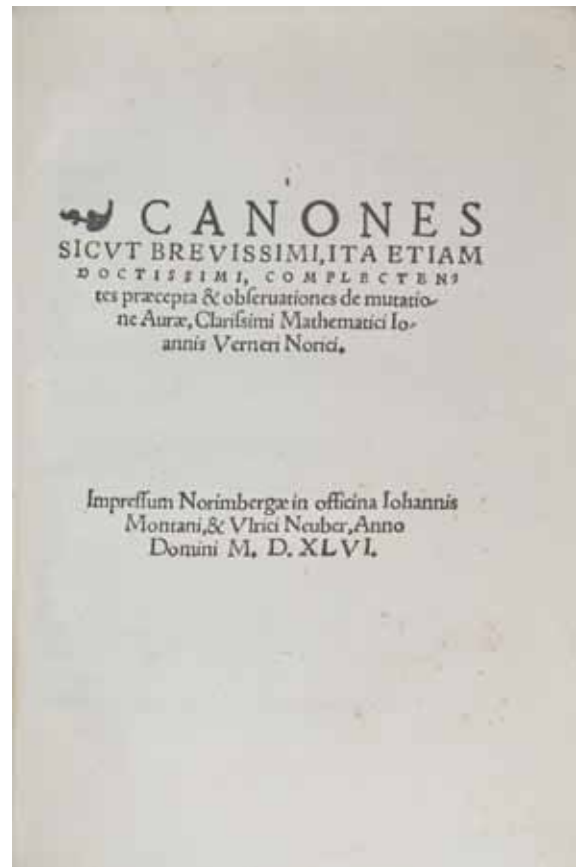 CANONES
SICVT BREVISSIMI, ITA ETIAM
DOCTISSIMI, COMPLECTEN⸗
tes præcepta & obſeruationes de mutatio⸗
ne Auræ, Clariſsimi Mathematici Io⸗
annis Verneri Norici.
Impreſſum Norimbergæ in officina Iohannis
Montani, & Vlrici Neuber, Anno
Domini M. D. XLVI.